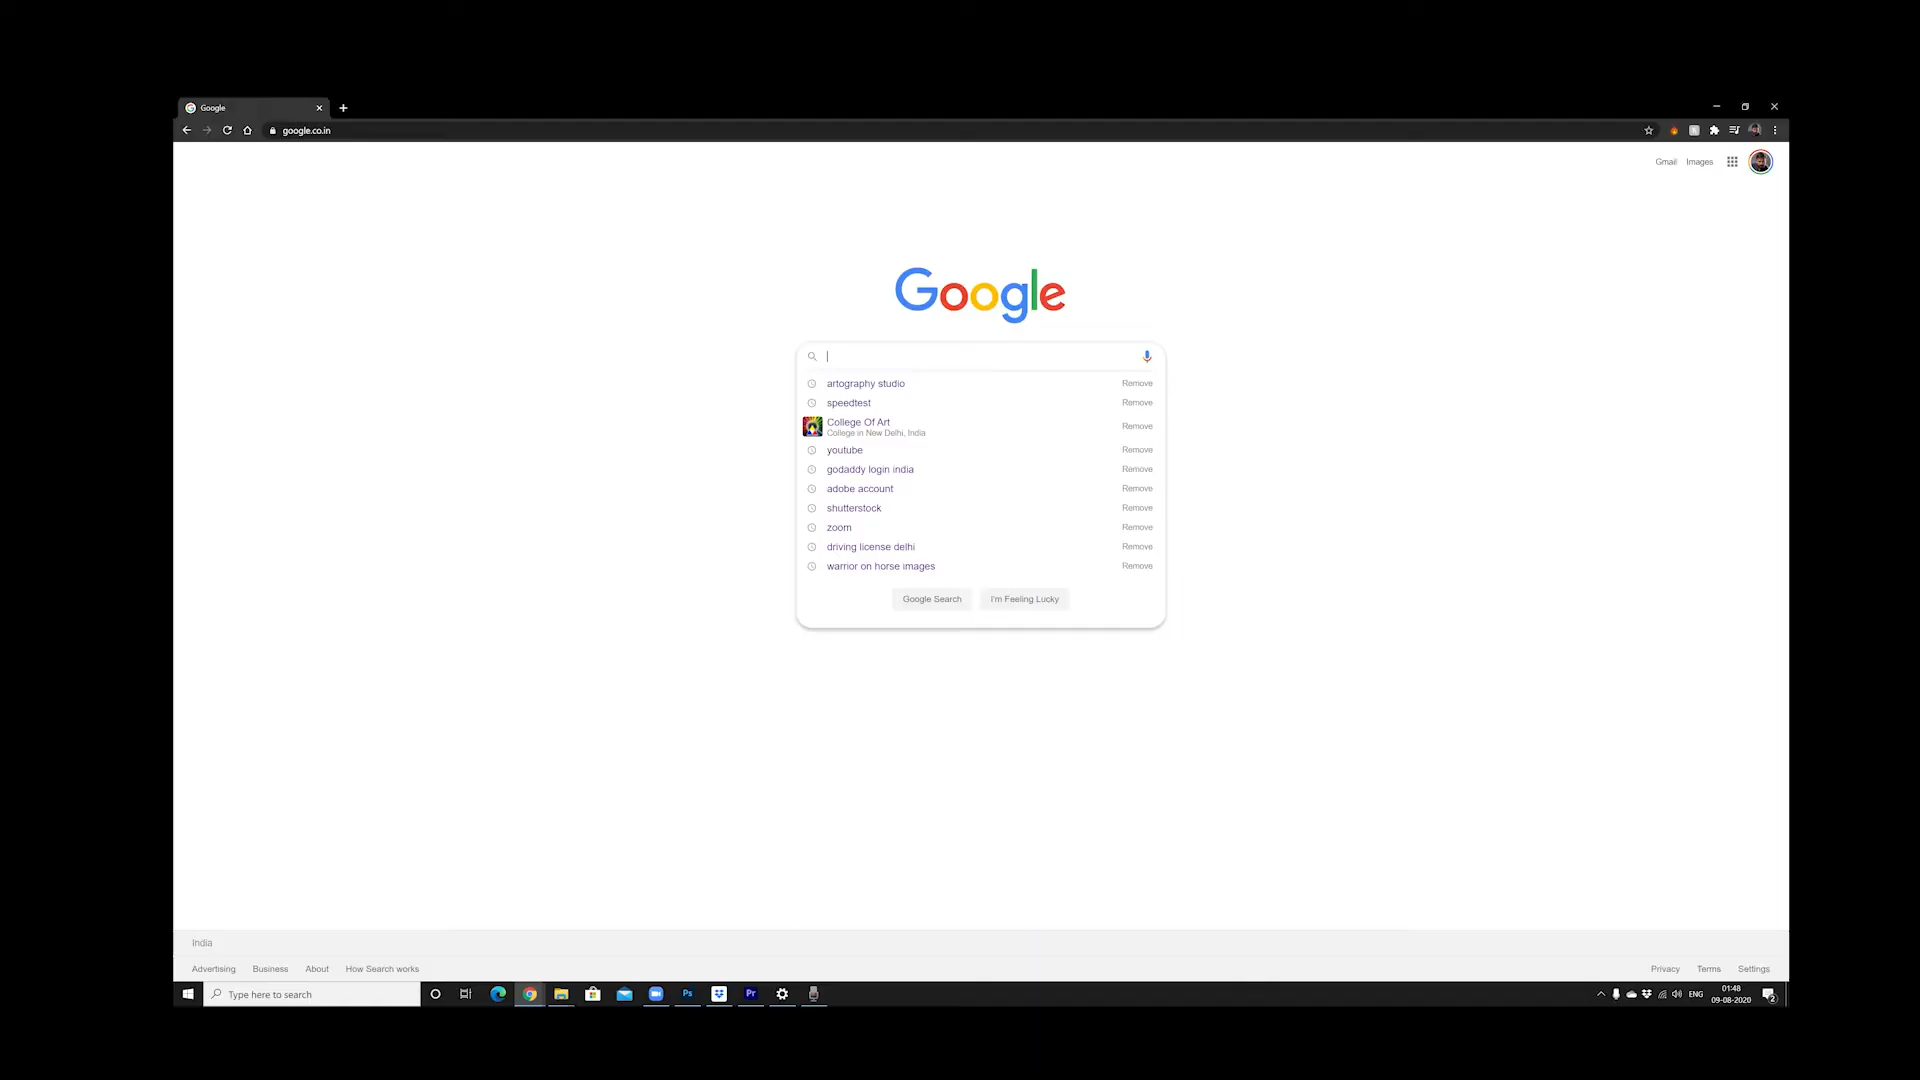 Google
google.co.in
Gmail Images
Google
artography studio Remove
speedtest Remove
College Of Art
College in New Delhi, India
Remove
youtube Remove
godaddy login india Remove
adobe account Remove
shutterstock Remove
zoom Remove
driving license delhi Remove
warrior on horse images Remove
Google Search I'm Feeling Lucky
India
Advertising Business About How Search works Privacy Terms Settings
Type here to search Ps Pr ENG 01:48
09-08-2020
2